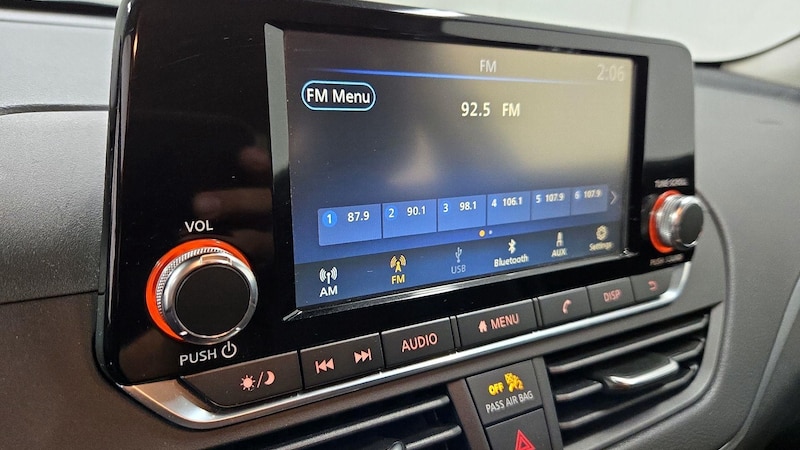 FM
2:06
FM Menu
92.5 FM
1 87.9
2 90.1
3 98.1
4 106.1
5 107.9
6 107.9
AM
FM
USB
Bluetooth
AUX
Settings
VOL
PUSH
TUNE·SCROLL
AUDIO
MENU
DISP
OFF
PASS AIR BAG